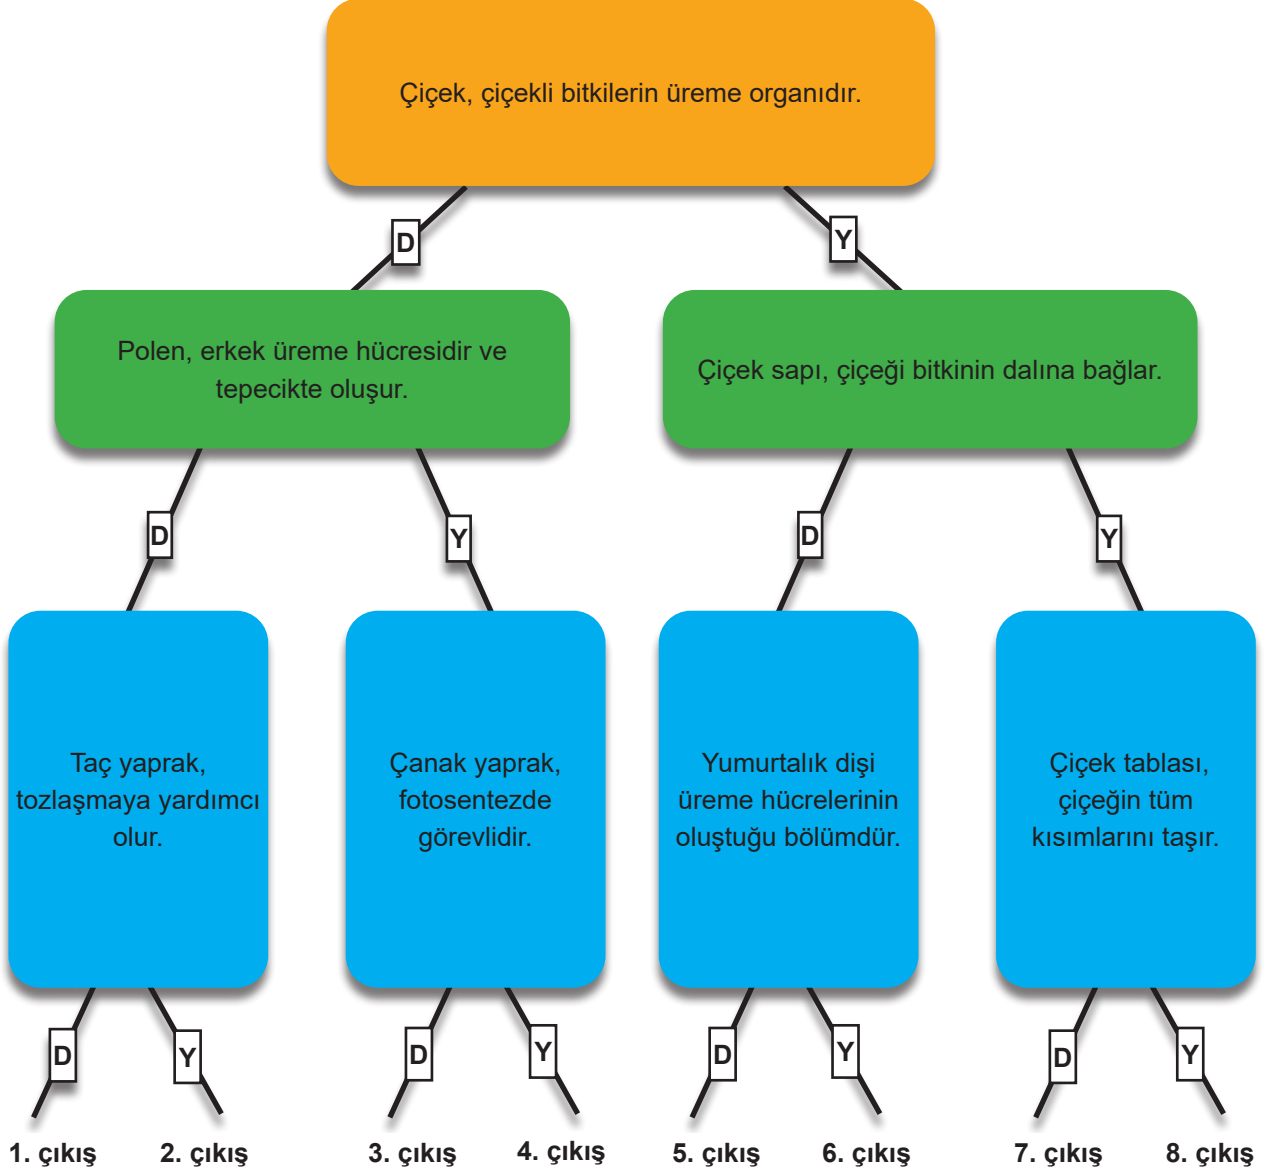 Çiçek, çiçekli bitkilerin üreme organıdır.
D
Y
Polen, erkek üreme hücresidir ve
tepecikte oluşur.
Çiçek sapı, çiçeği bitkinin dalına bağlar.
D
Y
D
Y
Taç yaprak,
tozlaşmaya yardımcı
olur.
Çanak yaprak,
fotosentezde
görevlidir.
Yumurtalık dişi
üreme hücrelerinin
oluştuğu bölümdür.
Çiçek tablası,
çiçeğin tüm
kısımlarını taşır.
D
Y
D
Y
D
Y
D
Y
1. çıkış
2. çıkış
3. çıkış
4. çıkış
5. çıkış
6. çıkış
7. çıkış
8. çıkış